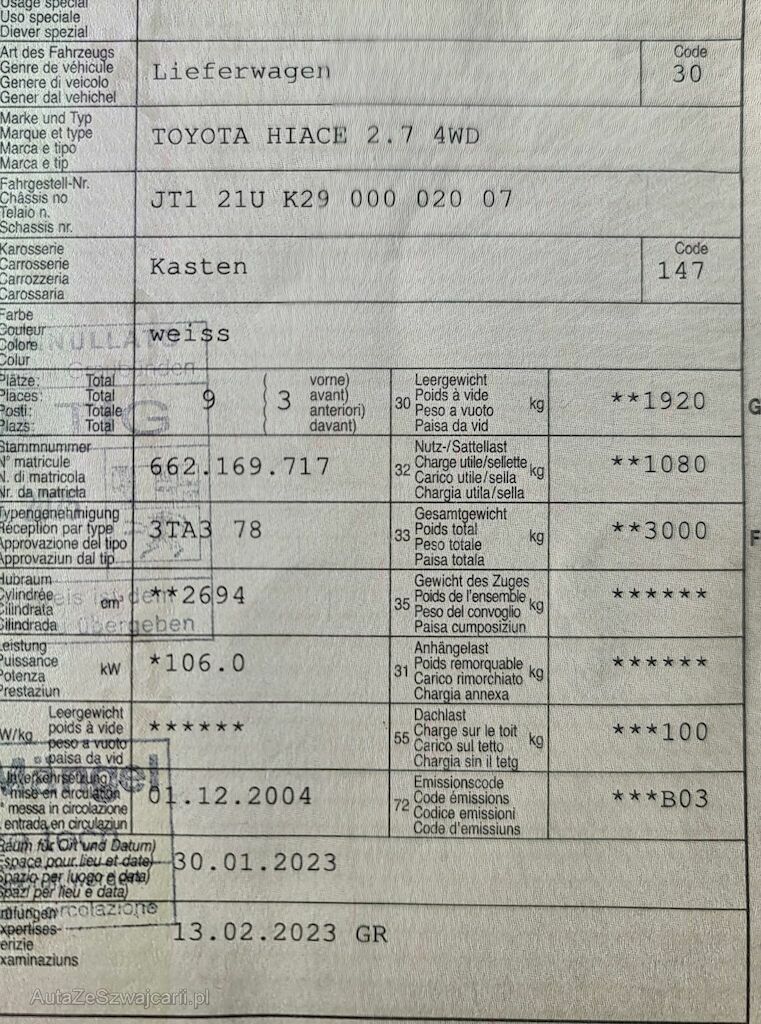 Usage spécial
Uso speciale
Diever spezial
Art des Fahrzeugs
Genre de véhicule
Genere di veicolo
Gener dal vehichel
Lieferwagen
Code
30
Marke und Typ
Marque et type
Marca e tipo
Marca e tip
TOYOTA HIACE 2.7 4WD
Fahrgestell-Nr.
Châssis no
Telaio n.
Schassis nr.
JT1 21U K29 000 020 07
Karosserie
Carrosserie
Carrozzeria
Carossaria
Kasten
Code
147
Farbe
Couleur
Colore
Colur
weiss
Plätze: Total
Places: Total
Posti: Totale
Plazs: Total
9
( 3 vorne)
avant)
anteriori)
davant)
30
Leergewicht
Poids à vide
Peso a vuoto
Paisa da vid
kg
**1920
G
Stammnummer
N° matricule
N. di matricola
Nr. da matricla
662.169.717
32
Nutz-/Sattellast
Charge utile/sellette
Carico utile/sella
Chargia utila/sella
kg
**1080
Typengenehmigung
Réception par type
Approvazione del tipo
Approvaziun dal tip
3TA3 78
33
Gesamtgewicht
Poids total
Peso totale
Paisa totala
kg
**3000
F
Hubraum
Cylindrée
Cilindrata
Cilindrada
cm³
**2694
übergeben
35
Gewicht des Zuges
Poids de l'ensemble
Peso del convoglio
Paisa cumposiziun
kg
******
Leistung
Puissance
Potenza
Prestaziun
kW
*106.0
31
Anhängelast
Poids remorquable
Carico rimorchiato
Chargia annexa
kg
******
W/kg
Leergewicht
poids à vide
peso a vuoto
paisa da vid
******
55
Dachlast
Charge sur le toit
Carico sul tetto
Chargia sin il tetg
kg
***100
Inverkehrsetzung
mise en circulation
messa in circolazione
entrada en circulaziun
01.12.2004
72
Emissionscode
Code émissions
Codice emissioni
Code d'emissiuns
***B03
Raum für Ort und Datum)
Espace pour lieu et date)
Spazio per luogo e data)
Spazi per lieu e data)
30.01.2023
circolazione
Prüfungen
Expertises
Perizie
Examinaziuns
13.02.2023 GR
AutaZeSzwajcarii.pl